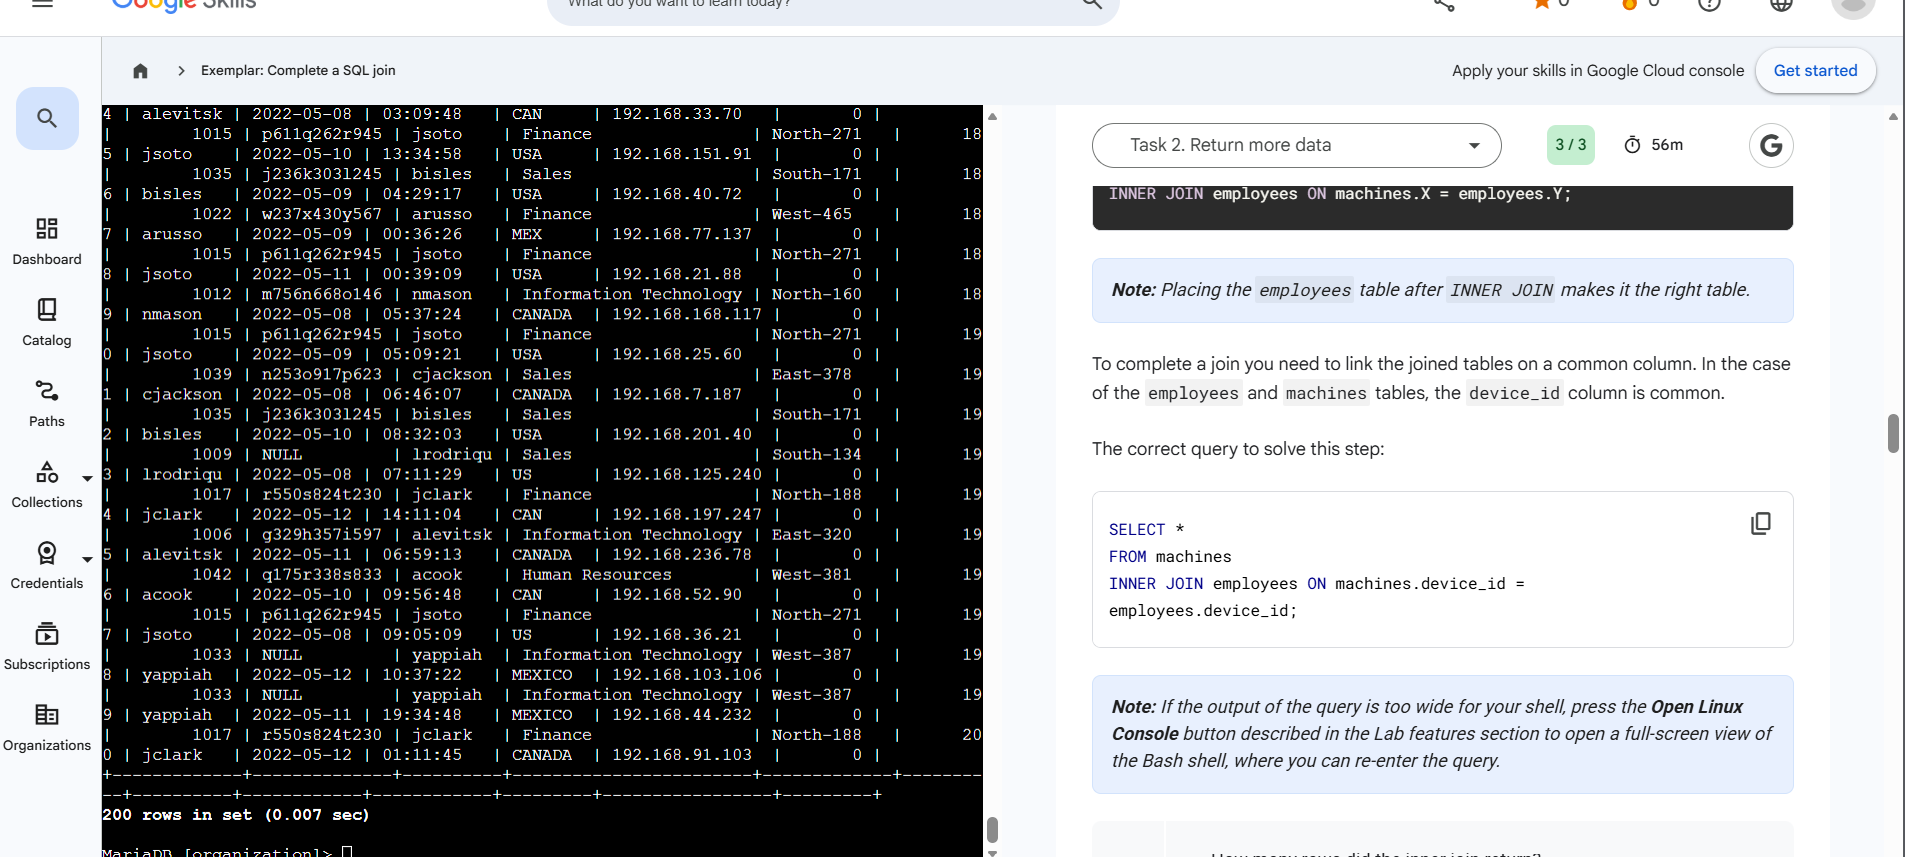 Google Skills
What do you want to learn today?
0
0
Exemplar: Complete a SQL join
Apply your skills in Google Cloud console
Get started
Dashboard
Catalog
Paths
Collections
Credentials
Subscriptions
Organizations
4 | alevitsk | 2022-05-08 | 03:09:48 | CAN | 192.168.33.70 | 0 |
| 1015 | p611q262r945 | jsoto | Finance | North-271 | 18
5 | jsoto | 2022-05-10 | 13:34:58 | USA | 192.168.151.91 | 0 |
| 1035 | j236k303l245 | bisles | Sales | South-171 | 18
6 | bisles | 2022-05-09 | 04:29:17 | USA | 192.168.40.72 | 0 |
| 1022 | w237x430y567 | arusso | Finance | West-465 | 18
7 | arusso | 2022-05-09 | 00:36:26 | MEX | 192.168.77.137 | 0 |
| 1015 | p611q262r945 | jsoto | Finance | North-271 | 18
8 | jsoto | 2022-05-11 | 00:39:09 | USA | 192.168.21.88 | 0 |
| 1012 | m756n668o146 | nmason | Information Technology | North-160 | 18
9 | nmason | 2022-05-08 | 05:37:24 | CANADA | 192.168.168.117 | 0 |
| 1015 | p611q262r945 | jsoto | Finance | North-271 | 19
0 | jsoto | 2022-05-09 | 05:09:21 | USA | 192.168.25.60 | 0 |
| 1039 | n253o917p623 | cjackson | Sales | East-378 | 19
1 | cjackson | 2022-05-08 | 06:46:07 | CANADA | 192.168.7.187 | 0 |
| 1035 | j236k303l245 | bisles | Sales | South-171 | 19
2 | bisles | 2022-05-10 | 08:32:03 | USA | 192.168.201.40 | 0 |
| 1009 | NULL | lrodriqu | Sales | South-134 | 19
3 | lrodriqu | 2022-05-08 | 07:11:29 | US | 192.168.125.240 | 0 |
| 1017 | r550s824t230 | jclark | Finance | North-188 | 19
4 | jclark | 2022-05-12 | 14:11:04 | CAN | 192.168.197.247 | 0 |
| 1006 | g329h357i597 | alevitsk | Information Technology | East-320 | 19
5 | alevitsk | 2022-05-11 | 06:59:13 | CANADA | 192.168.236.78 | 0 |
| 1042 | q175r338s833 | acook | Human Resources | West-381 | 19
6 | acook | 2022-05-10 | 09:56:48 | CAN | 192.168.52.90 | 0 |
| 1015 | p611q262r945 | jsoto | Finance | North-271 | 19
7 | jsoto | 2022-05-08 | 09:05:09 | US | 192.168.36.21 | 0 |
| 1033 | NULL | yappiah | Information Technology | West-387 | 19
8 | yappiah | 2022-05-12 | 10:37:22 | MEXICO | 192.168.103.106 | 0 |
| 1033 | NULL | yappiah | Information Technology | West-387 | 19
9 | yappiah | 2022-05-11 | 19:34:48 | MEXICO | 192.168.44.232 | 0 |
| 1017 | r550s824t230 | jclark | Finance | North-188 | 20
0 | jclark | 2022-05-12 | 01:11:45 | CANADA | 192.168.91.103 | 0 |
+-------------+--------------+----------+------------------------+-------------+--------
--+----------+------------+------------+---------+-----------------+---------+
200 rows in set (0.007 sec)
MariaDB [organization]>
Task 2. Return more data
3 / 3
56m
INNER JOIN employees ON machines.X = employees.Y;
Note: Placing the employees table after INNER JOIN makes it the right table.
To complete a join you need to link the joined tables on a common column. In the case
of the employees and machines tables, the device_id column is common.
The correct query to solve this step:
SELECT *
FROM machines
INNER JOIN employees ON machines.device_id =
employees.device_id;
Note: If the output of the query is too wide for your shell, press the Open Linux
Console button described in the Lab features section to open a full-screen view of
the Bash shell, where you can re-enter the query.
How many rows did the inner join return?